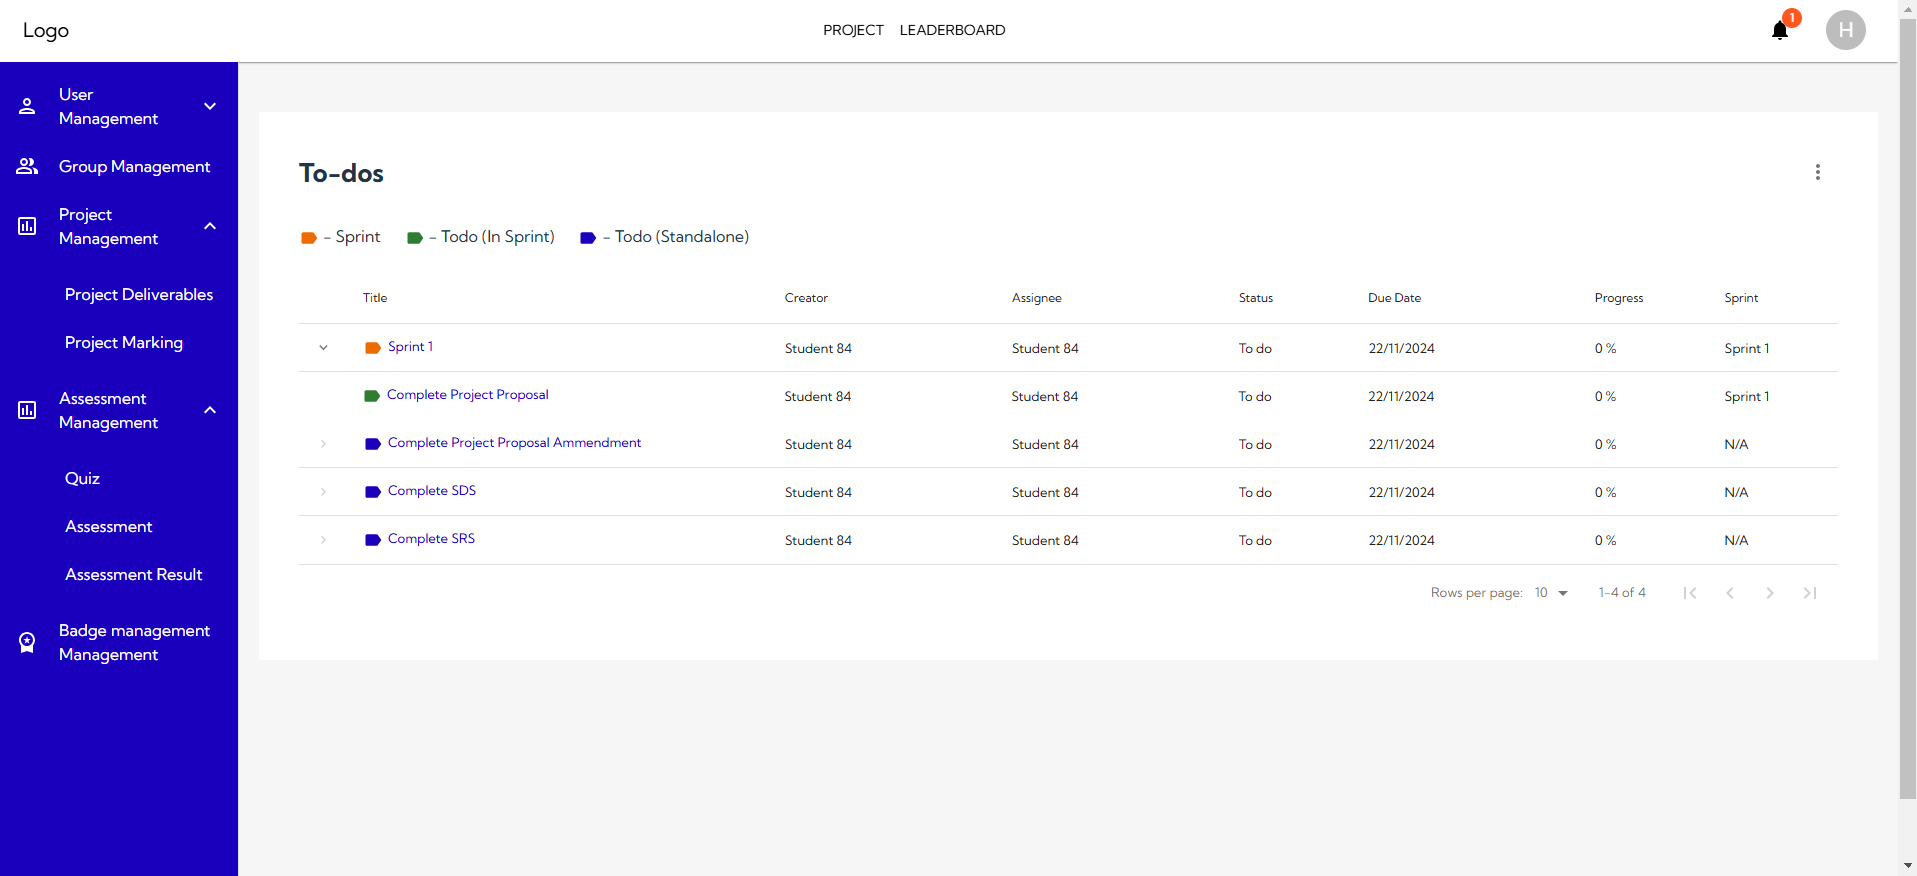 Logo
PROJECT LEADERBOARD
1
H
User
Management
Group Management
Project
Management
Project Deliverables
Project Marking
Assessment
Management
Quiz
Assessment
Assessment Result
Badge management
Management
To-dos
- Sprint - Todo (In Sprint) - Todo (Standalone)
Title Creator Assignee Status Due Date Progress Sprint
Sprint 1 Student 84 Student 84 To do 22/11/2024 0 % Sprint 1
Complete Project Proposal Student 84 Student 84 To do 22/11/2024 0 % Sprint 1
Complete Project Proposal Ammendment Student 84 Student 84 To do 22/11/2024 0 % N/A
Complete SDS Student 84 Student 84 To do 22/11/2024 0 % N/A
Complete SRS Student 84 Student 84 To do 22/11/2024 0 % N/A
Rows per page: 10 1-4 of 4